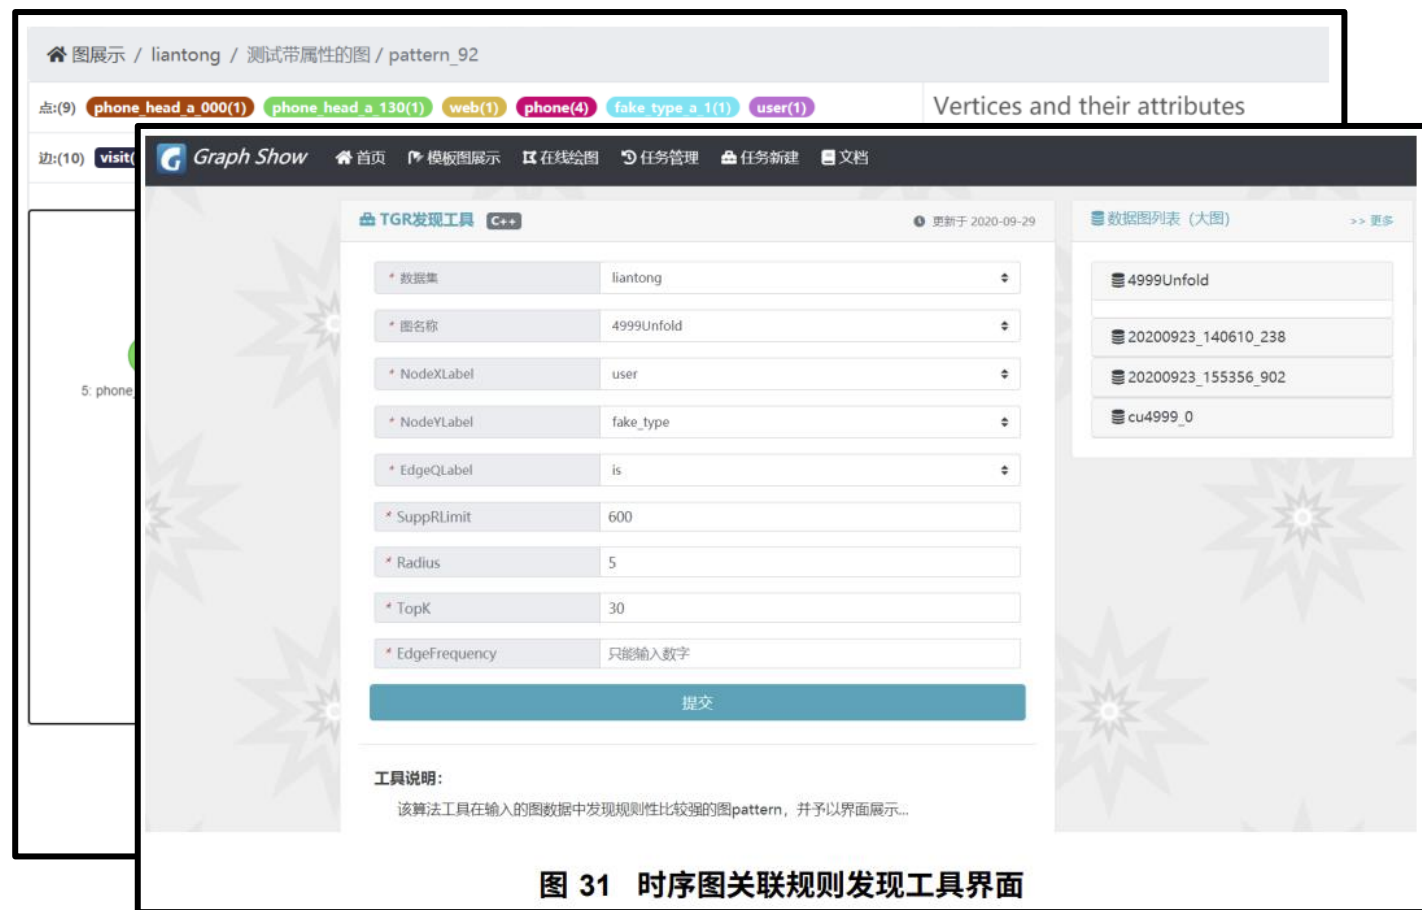 图展示 / liantong / 测试带属性的图 / pattern_92
点:(9) phone_head_a_000(1) phone_head_a_130(1) web(1) phone(4) fake_type_a_1(1) user(1)
Vertices and their attributes
边:(10) visit(
5: phone_
Graph Show 首页 模板图展示 在线绘图 任务管理 任务新建 文档
TGR发现工具 C++ 更新于 2020-09-29
* 数据集 liantong
* 图名称 4999Unfold
* NodeXLabel user
* NodeYLabel fake_type
* EdgeQLabel is
* SuppRLimit 600
* Radius 5
* TopK 30
* EdgeFrequency 只能输入数字
提交
工具说明：
该算法工具在输入的图数据中发现规则性比较强的图pattern，并予以界面展示...
数据图列表（大图） >> 更多
4999Unfold
20200923_140610_238
20200923_155356_902
cu4999_0
图 31 时序图关联规则发现工具界面